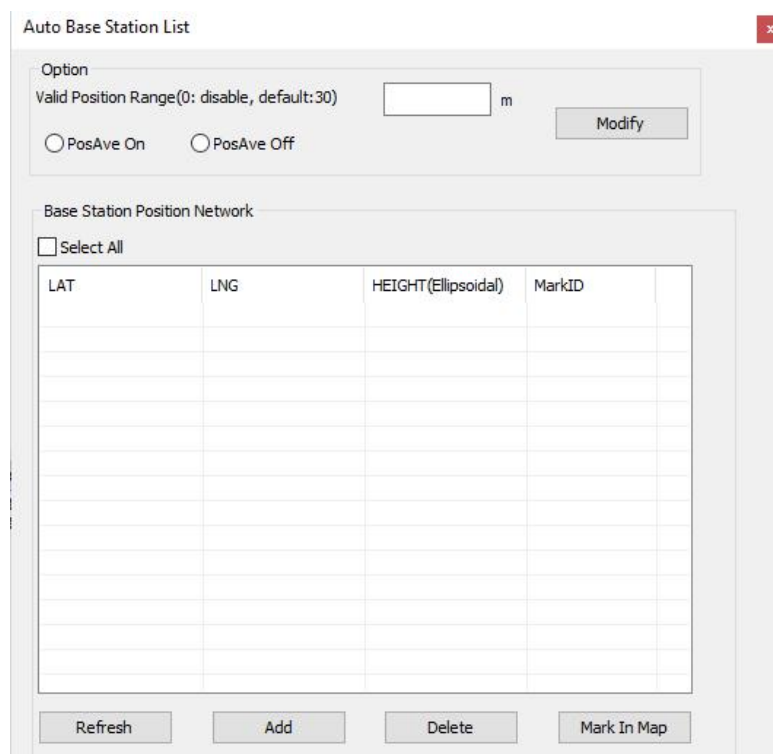 Auto Base Station List
x
Option
Valid Position Range(0: disable, default:30) m
Modify
PosAve On PosAve Off
Base Station Position Network
Select All
LAT LNG HEIGHT(Ellipsoidal) MarkID
Refresh Add Delete Mark In Map